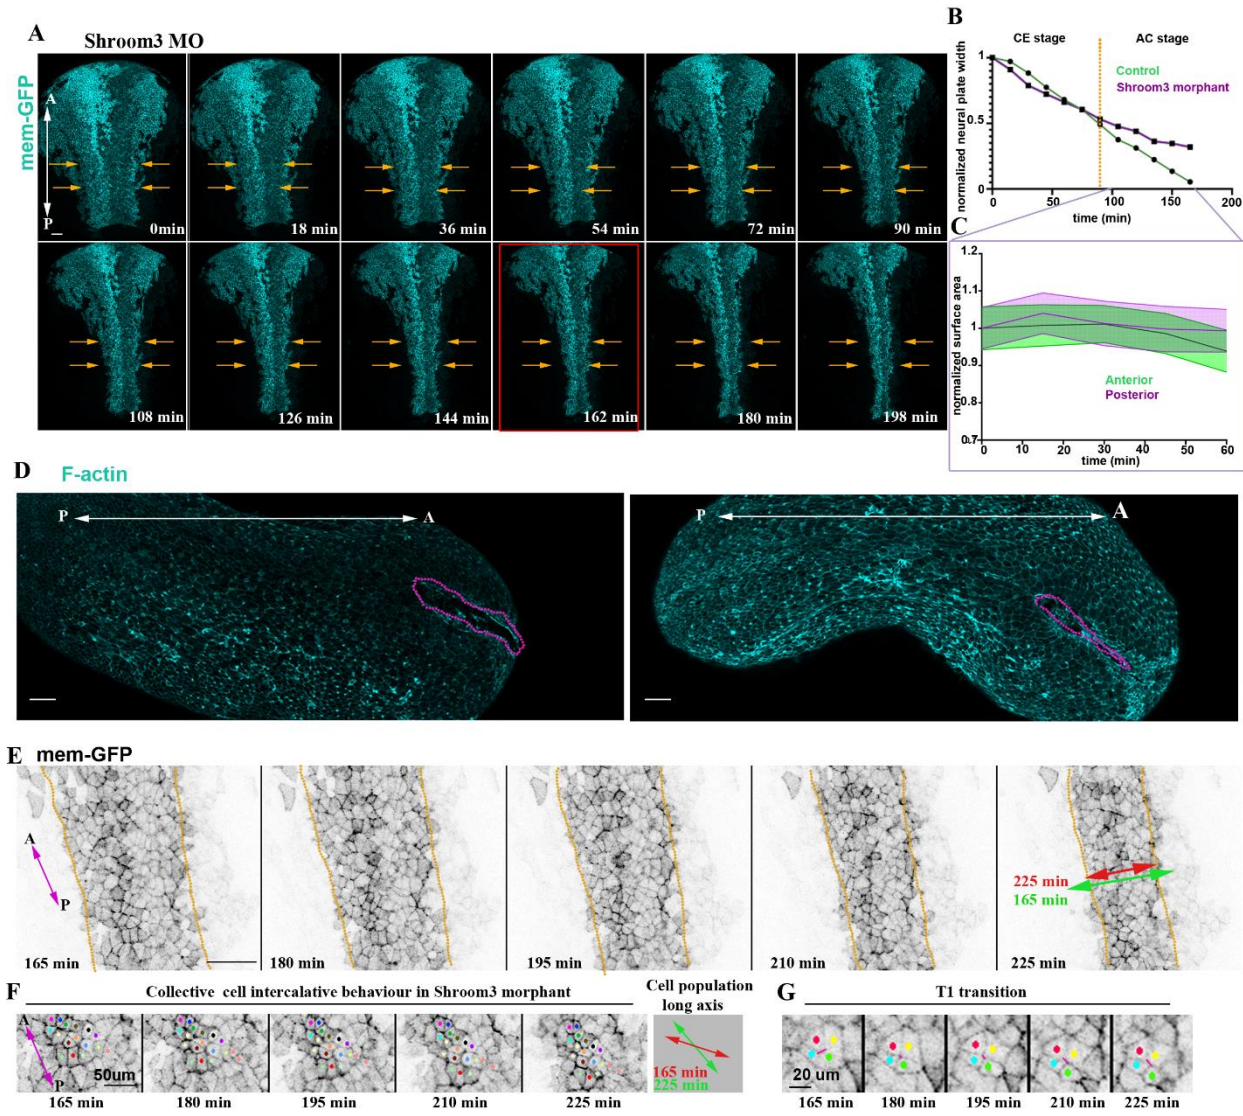 A
Shroom3 MO
mem-GFP
A
P
0min
18 min
36 min
54 min
72 min
90 min
108 min
126 min
144 min
162 min
180 min
198 min
B
CE stage
AC stage
Control
Shroom3 morphant
normalized neural plate width
1
0.5
0
0
50
100
150
200
time (min)
C
normalized surface area
1.2
1.1
1
0.9
0.8
0.7
Anterior
Posterior
0
10
20
30
40
50
60
time (min)
D
F-actin
P
A
P
A
E
mem-GFP
A
P
165 min
180 min
195 min
210 min
225 min
165 min
225 min
F
Collective cell intercalative behaviour in Shroom3 morphant
A
P
50um
165 min
180 min
195 min
210 min
225 min
Cell population
long axis
165 min
225 min
G
T1 transition
20 um
165 min
180 min
195 min
210 min
225 min